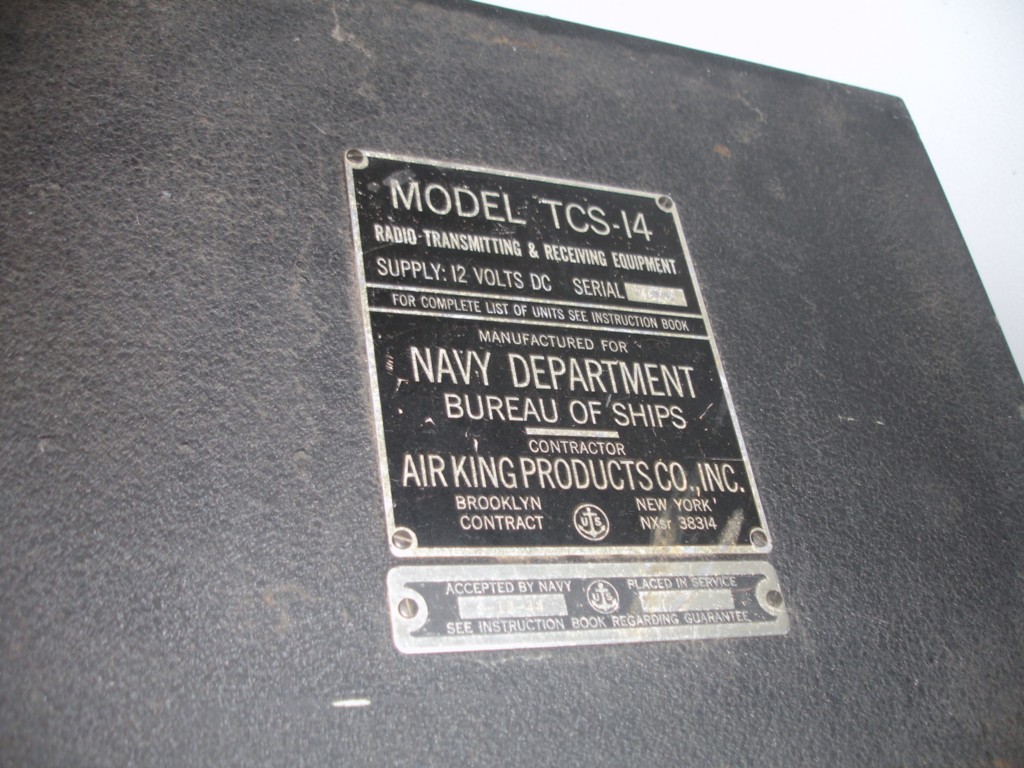 MODEL TCS-14
RADIO-TRANSMITTING & RECEIVING EQUIPMENT
SUPPLY: 12 VOLTS DC SERIAL
FOR COMPLETE LIST OF UNITS SEE INSTRUCTION BOOK
MANUFACTURED FOR
NAVY DEPARTMENT
BUREAU OF SHIPS
CONTRACTOR
AIR KING PRODUCTS CO., INC.
BROOKLYN NEW YORK
CONTRACT US NXsr 38314
ACCEPTED BY NAVY US PLACED IN SERVICE
SEE INSTRUCTION BOOK REGARDING GUARANTEE